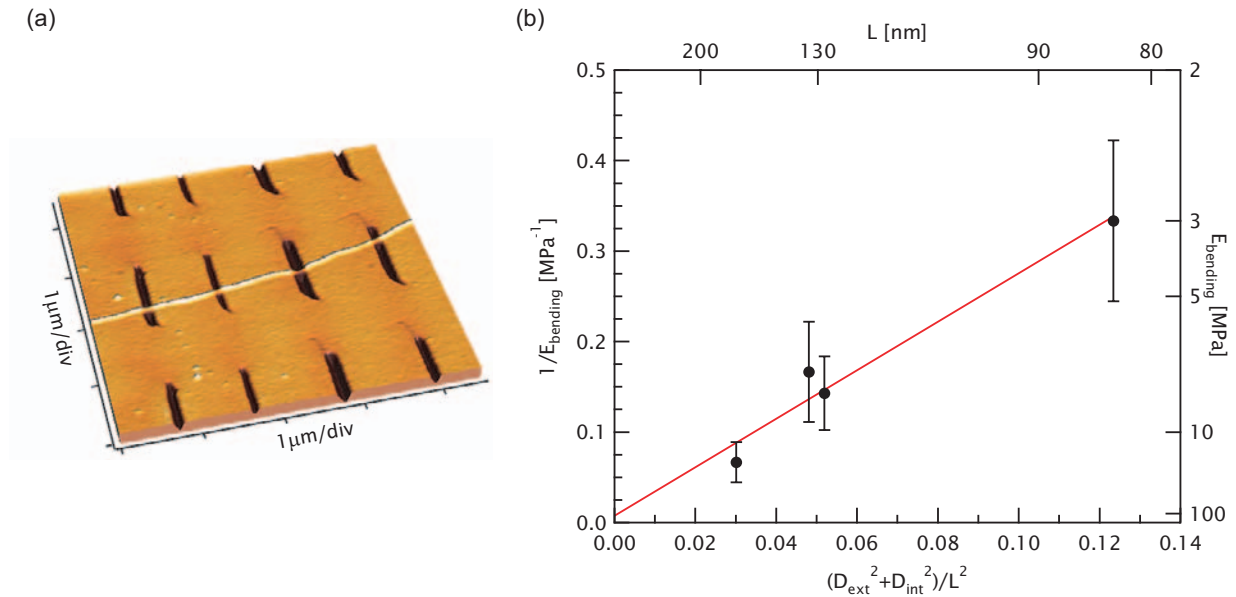 (a)
1µm/div
1µm/div
(b)
L [nm]
200 130 90 80
0.5
0.4
0.3
0.2
0.1
0.0
1/E_bending [MPa^-1]
2
3
5
10
100
E_bending [MPa]
0.00 0.02 0.04 0.06 0.08 0.10 0.12 0.14
(D_ext^2+D_int^2)/L^2